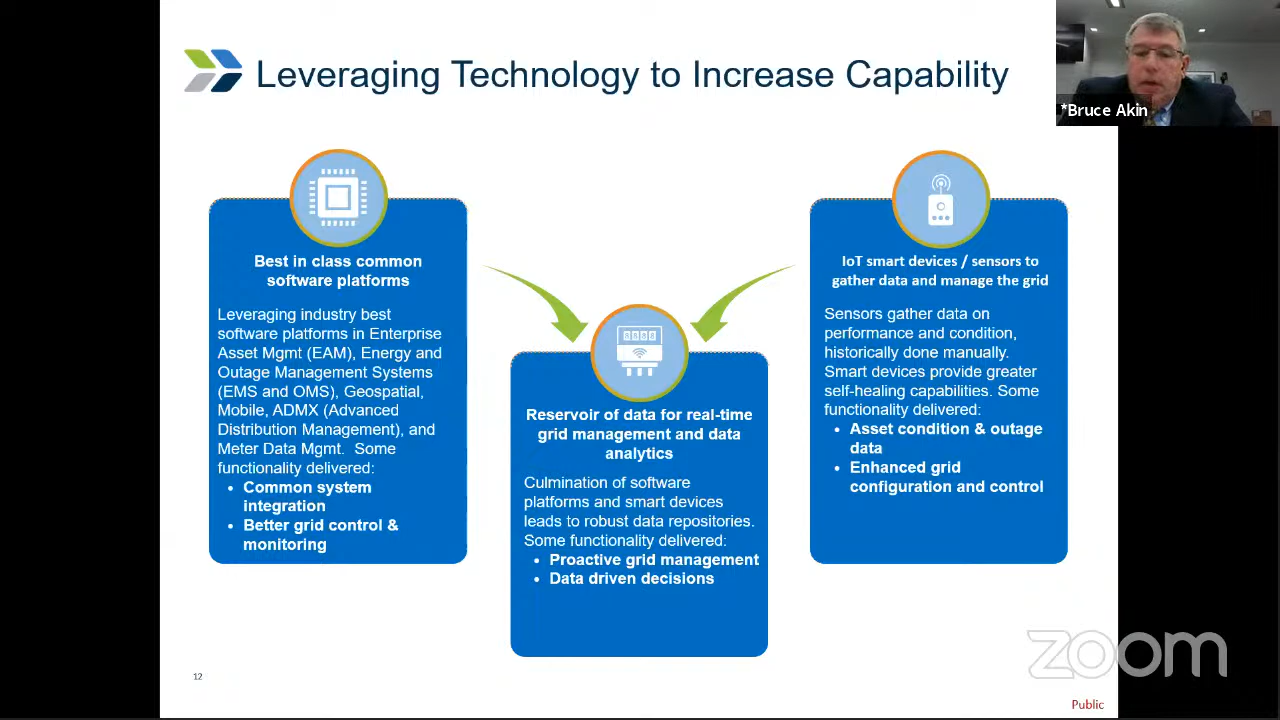 Leveraging Technology to Increase Capability
*Bruce Akin
Best in class common
software platforms
Leveraging industry best
software platforms in Enterprise
Asset Mgmt (EAM), Energy and
Outage Management Systems
(EMS and OMS), Geospatial,
Mobile, ADMX (Advanced
Distribution Management), and
Meter Data Mgmt. Some
functionality delivered:
• Common system
integration
• Better grid control &
monitoring
Reservoir of data for real-time
grid management and data
analytics
Culmination of software
platforms and smart devices
leads to robust data repositories.
Some functionality delivered:
• Proactive grid management
• Data driven decisions
IoT smart devices / sensors to
gather data and manage the grid
Sensors gather data on
performance and condition,
historically done manually.
Smart devices provide greater
self-healing capabilities. Some
functionality delivered:
• Asset condition & outage
data
• Enhanced grid
configuration and control
12
zoom
Public